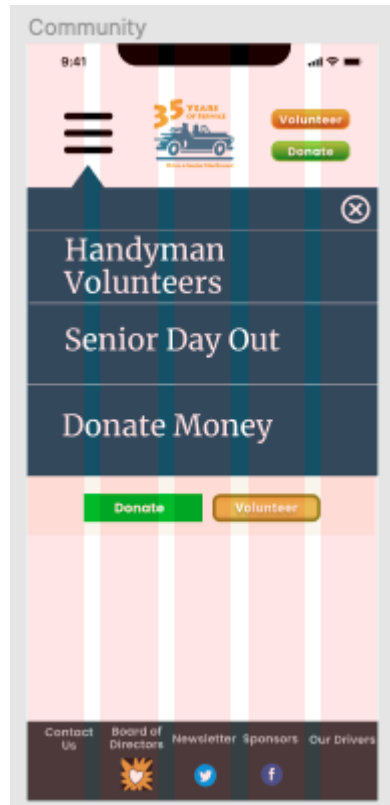 Community
9:41
35 YEARS
OF SERVICE
Volunteer
Donate
Handyman
Volunteers
Senior Day Out
Donate Money
Donate
Volunteer
Contact
Us
Board of
Directors
Newsletter
Sponsors
Our Drivers